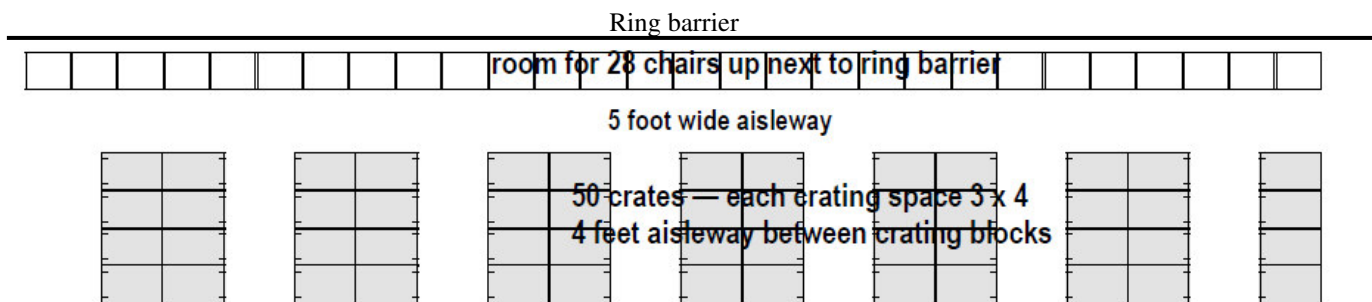 Ring barrier
room for 28 chairs up next to ring barrier
5 foot wide aisleway
50 crates — each crating space 3 x 4
4 feet aisleway between crating blocks